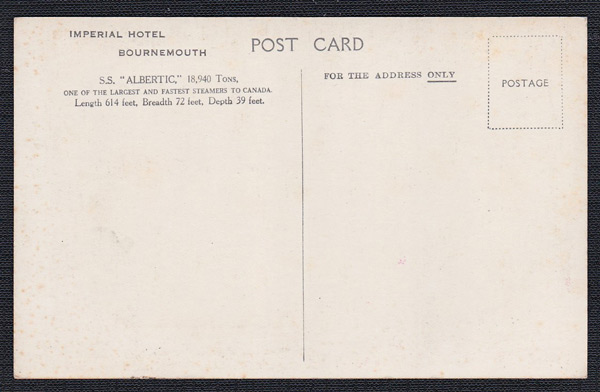 IMPERIAL HOTEL
BOURNEMOUTH
POST CARD
S.S. "ALBERTIC," 18,940 Tons,
ONE OF THE LARGEST AND FASTEST STEAMERS TO CANADA.
Length 614 feet, Breadth 72 feet, Depth 39 feet.
FOR THE ADDRESS ONLY
POSTAGE